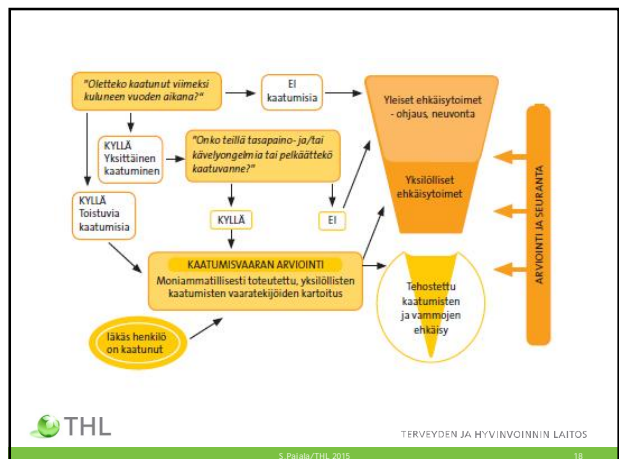 "Oletteko kaatunut viimeksi
kuluneen vuoden aikana?"
EI
kaatumisia
KYLLÄ
Yksittäinen
kaatuminen
"Onko teillä tasapaino- ja/tai
kävelyongelmia tai pelkäättekö
kaatuvanne?"
KYLLÄ
Toistuvia
kaatumisia
KYLLÄ
EI
KAATUMISVAARAN ARVIOINTI
Moniammatillisesti toteutettu, yksilöllisten
kaatumisten vaaratekijöiden kartoitus
Iäkäs henkilö
on kaatunut
Yleiset ehkäisytoimet
- ohjaus, neuvonta
Yksilölliset
ehkäisytoimet
Tehostettu
kaatumisten
ja vammojen
ehkäisy
ARVIOINTI JA SEURANTA
THL
TERVEYDEN JA HYVINVOINNIN LAITOS
S.Pajala/THL 2015
18